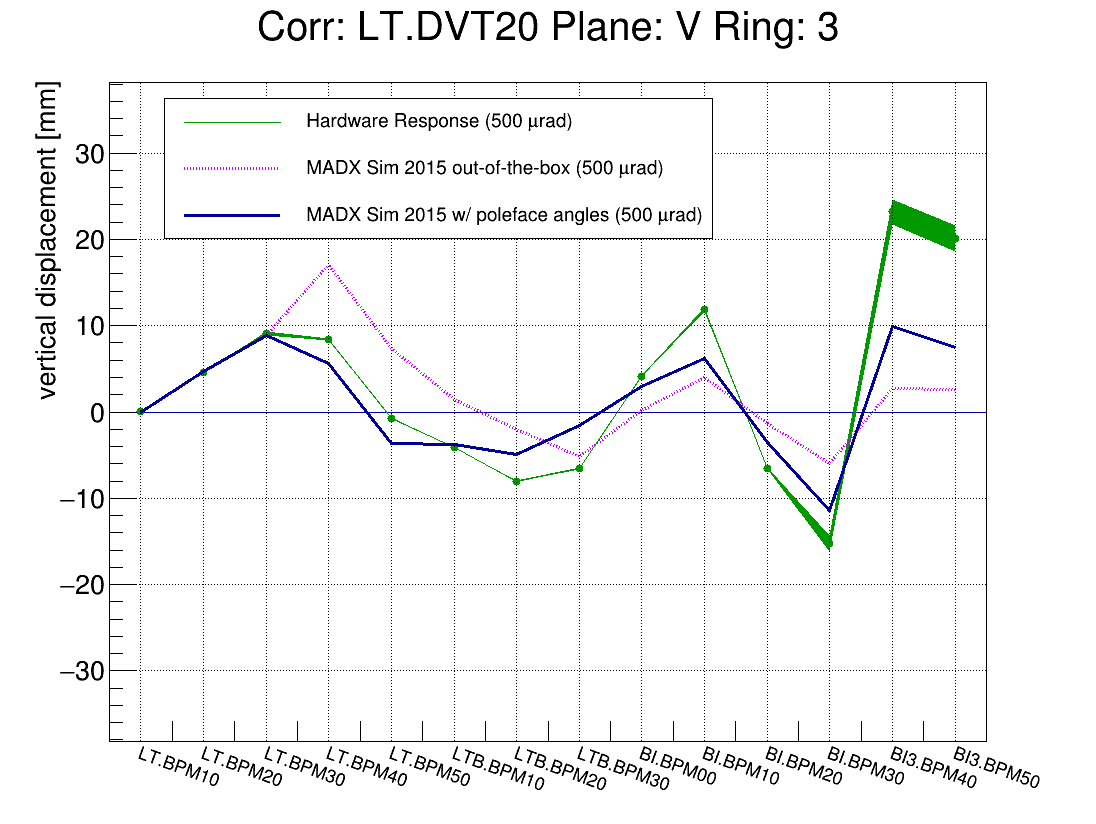 Corr: LT.DVT20 Plane: V Ring: 3
vertical displacement [mm]
Hardware Response (500 μrad)
MADX Sim 2015 out-of-the-box (500 μrad)
MADX Sim 2015 w/ poleface angles (500 μrad)
30
20
10
0
−10
−20
−30
LT.BPM10
LT.BPM20
LT.BPM30
LT.BPM40
LT.BPM50
LTB.BPM10
LTB.BPM20
LTB.BPM30
BI.BPM00
BI.BPM10
BI.BPM20
BI.BPM30
BI3.BPM40
BI3.BPM50